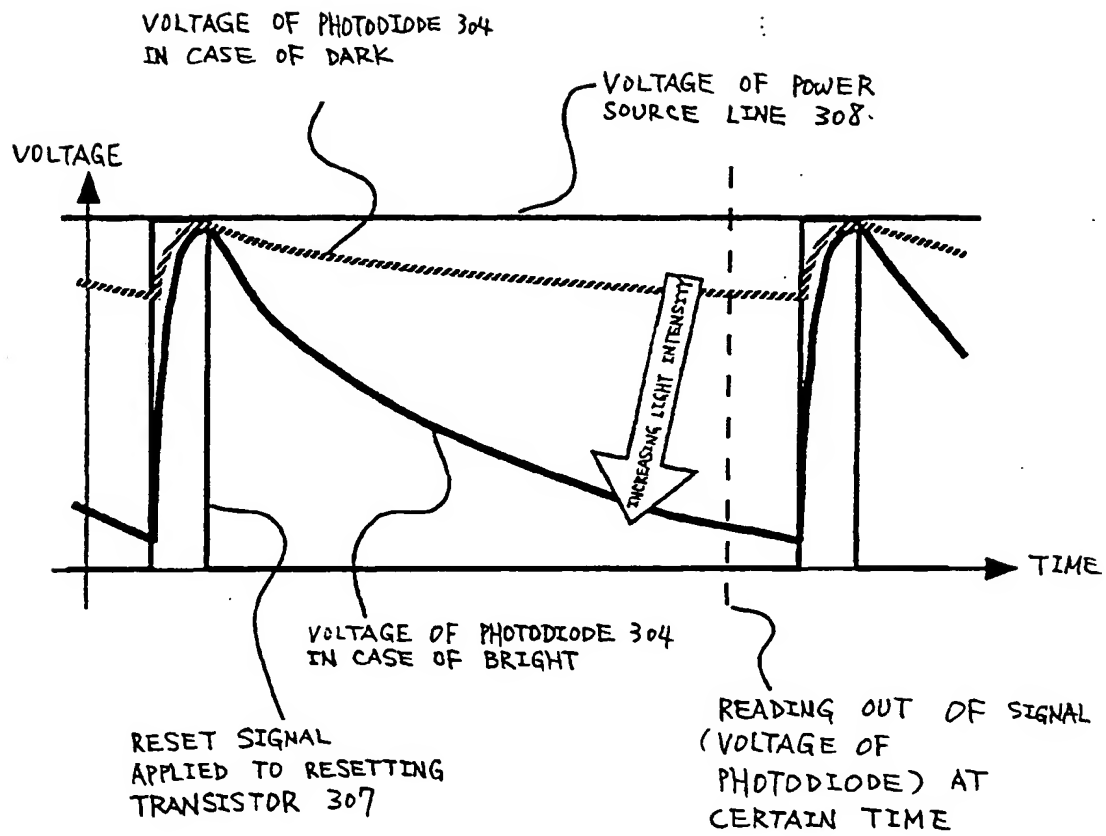 VOLTAGE OF PHOTODIODE 304
IN CASE OF DARK
VOLTAGE OF POWER
SOURCE LINE 308.
VOLTAGE
INCREASING LIGHT INTENSITY
TIME
VOLTAGE OF PHOTODIODE 304
IN CASE OF BRIGHT
READING OUT OF SIGNAL
(VOLTAGE OF
PHOTODIODE) AT
CERTAIN TIME
RESET SIGNAL
APPLIED TO RESETTING
TRANSISTOR 307